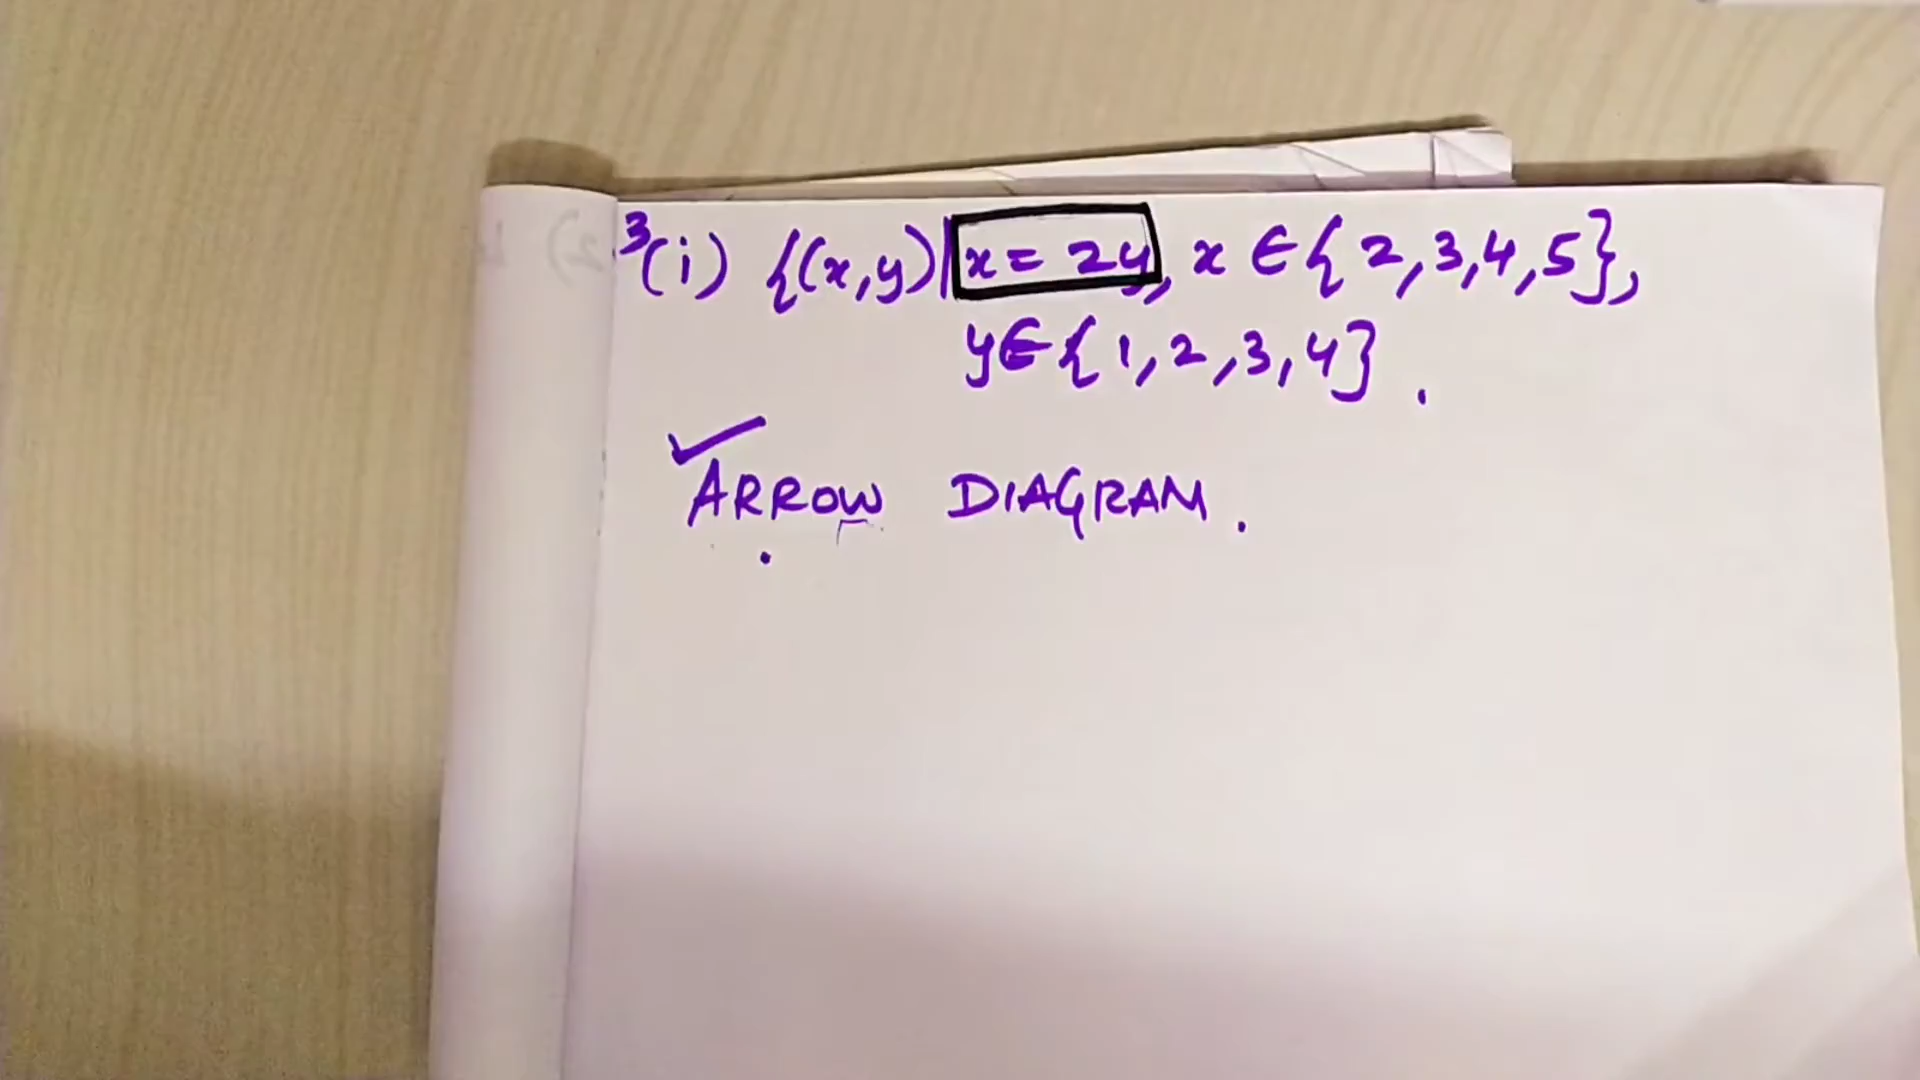 3(i) {(x,y)|x = 2y, x ∈ {2,3,4,5},
y ∈ {1,2,3,4}.
ARROW DIAGRAM.